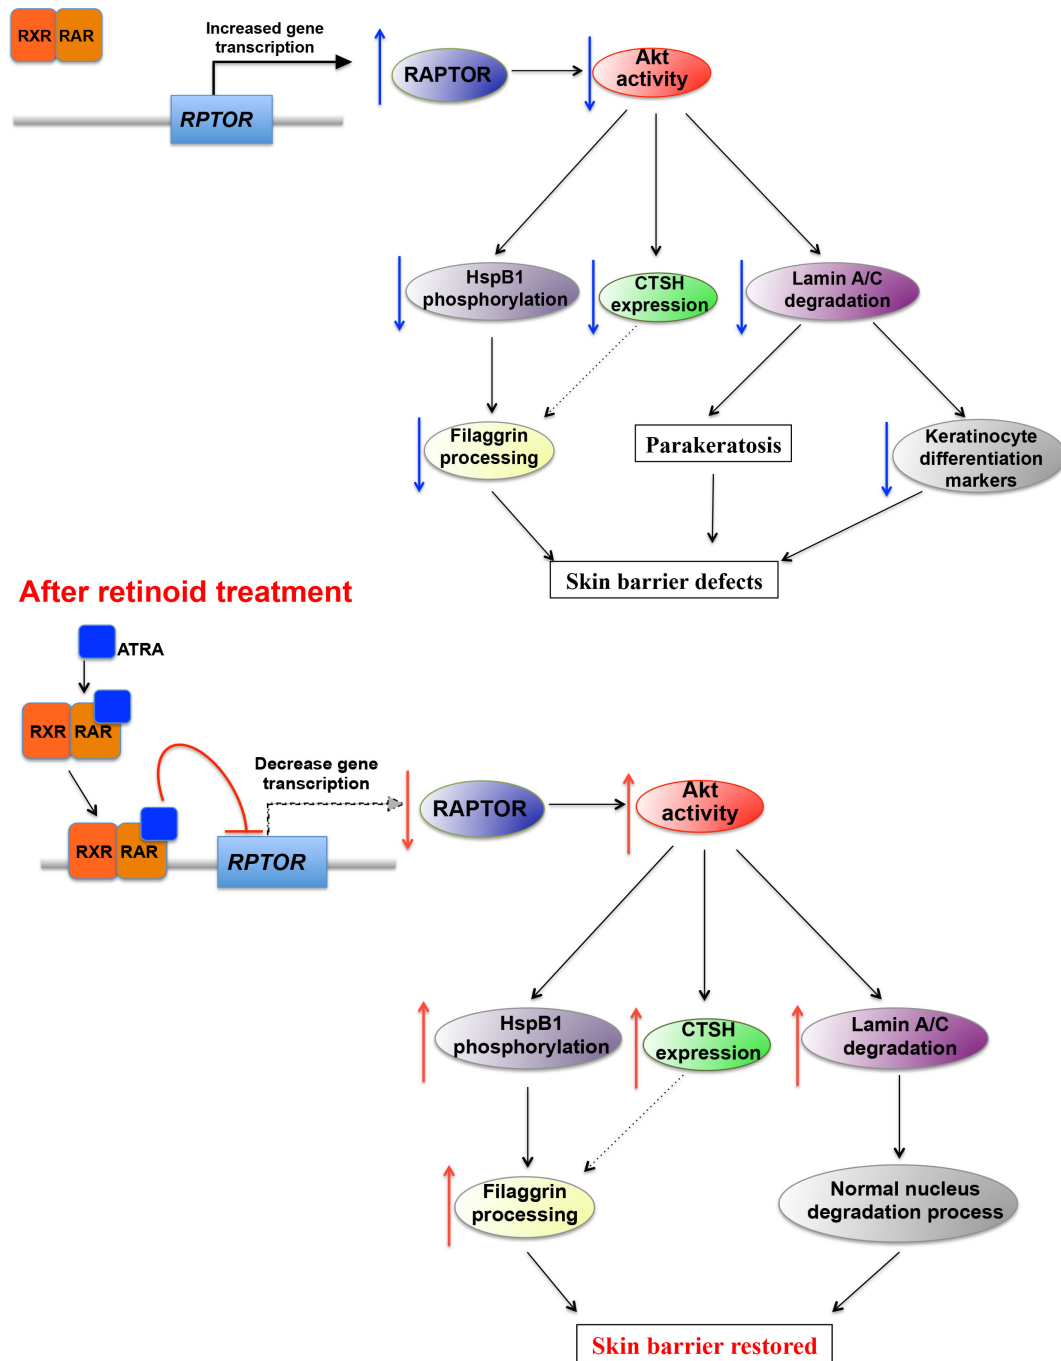 RXR RAR
Increased gene
transcription
RPTOR
RAPTOR
Akt
activity
HspB1
phosphorylation
CTSH
expression
Lamin A/C
degradation
Filaggrin
processing
Parakeratosis
Keratinocyte
differentiation
markers
Skin barrier defects
After retinoid treatment
ATRA
RXR RAR
Decrease gene
transcription
RXR RAR
RPTOR
RAPTOR
Akt
activity
HspB1
phosphorylation
CTSH
expression
Lamin A/C
degradation
Filaggrin
processing
Normal nucleus
degradation process
Skin barrier restored